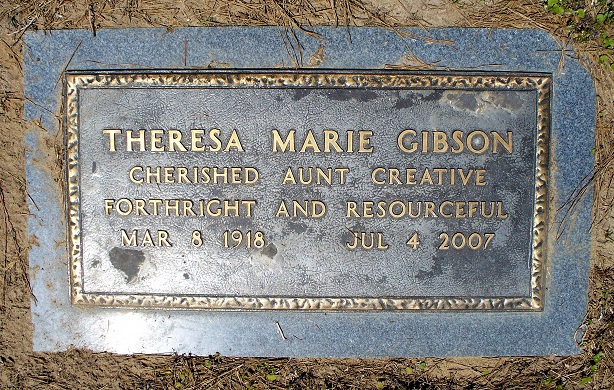 THERESA MARIE GIBSON
CHERISHED AUNT CREATIVE
FORTHRIGHT AND RESOURCEFUL
MAR 8 1918 JUL 4 2007